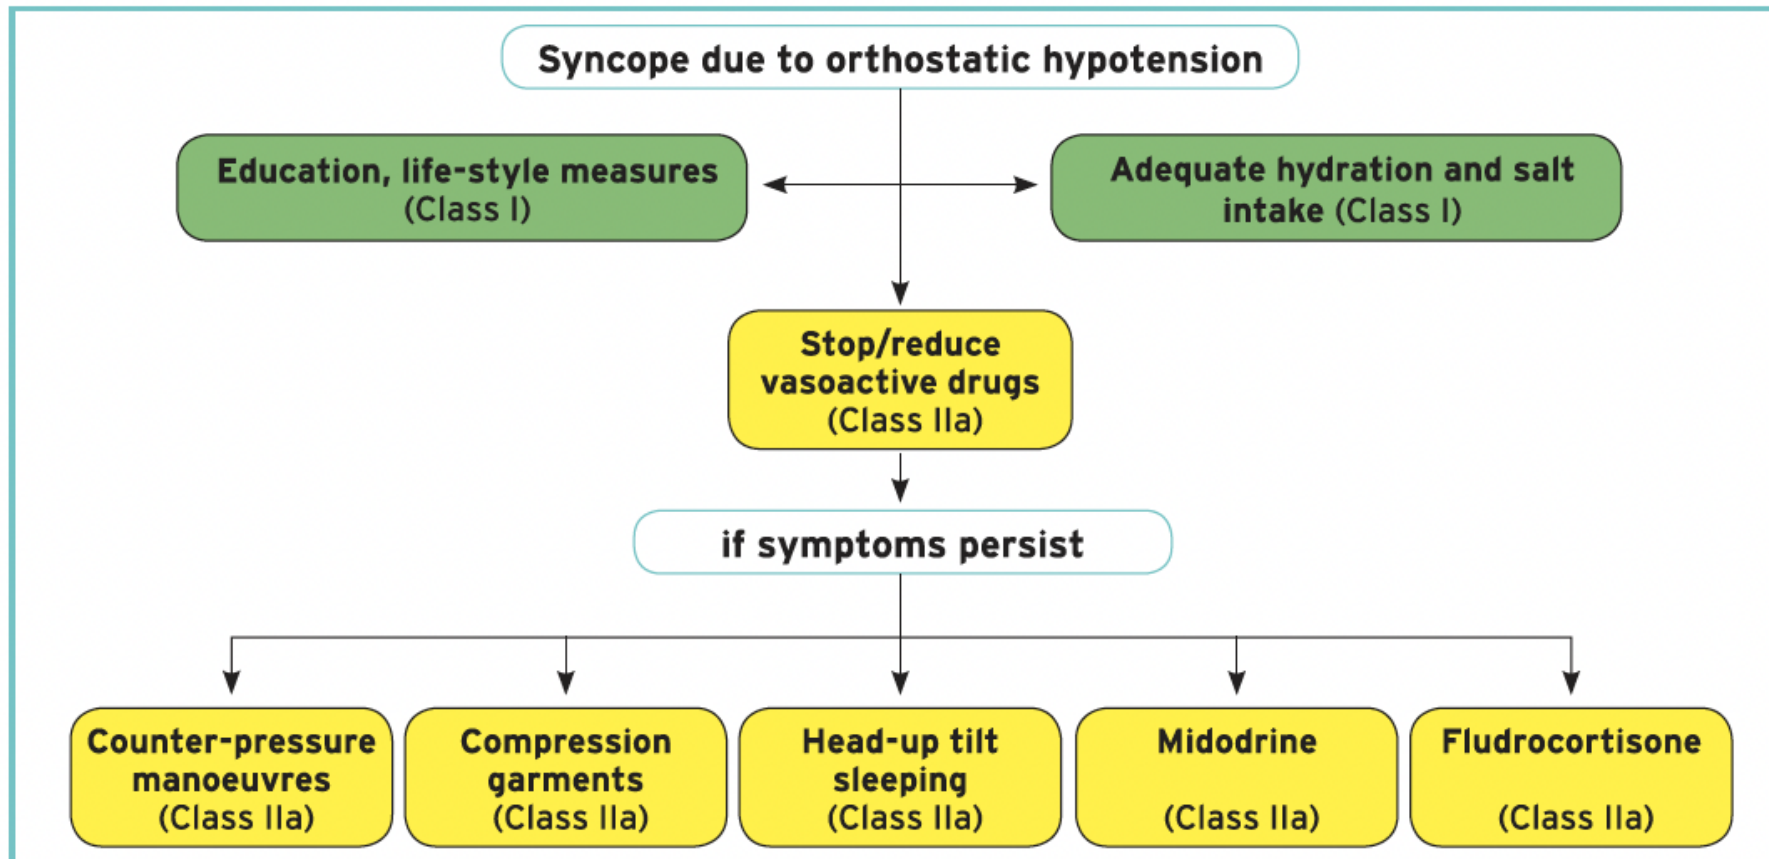 Syncope due to orthostatic hypotension
Education, life-style measures
(Class I)
Adequate hydration and salt
intake (Class I)
Stop/reduce
vasoactive drugs
(Class IIa)
if symptoms persist
Counter-pressure
manoeuvres
(Class IIa)
Compression
garments
(Class IIa)
Head-up tilt
sleeping
(Class IIa)
Midodrine
(Class IIa)
Fludrocortisone
(Class IIa)